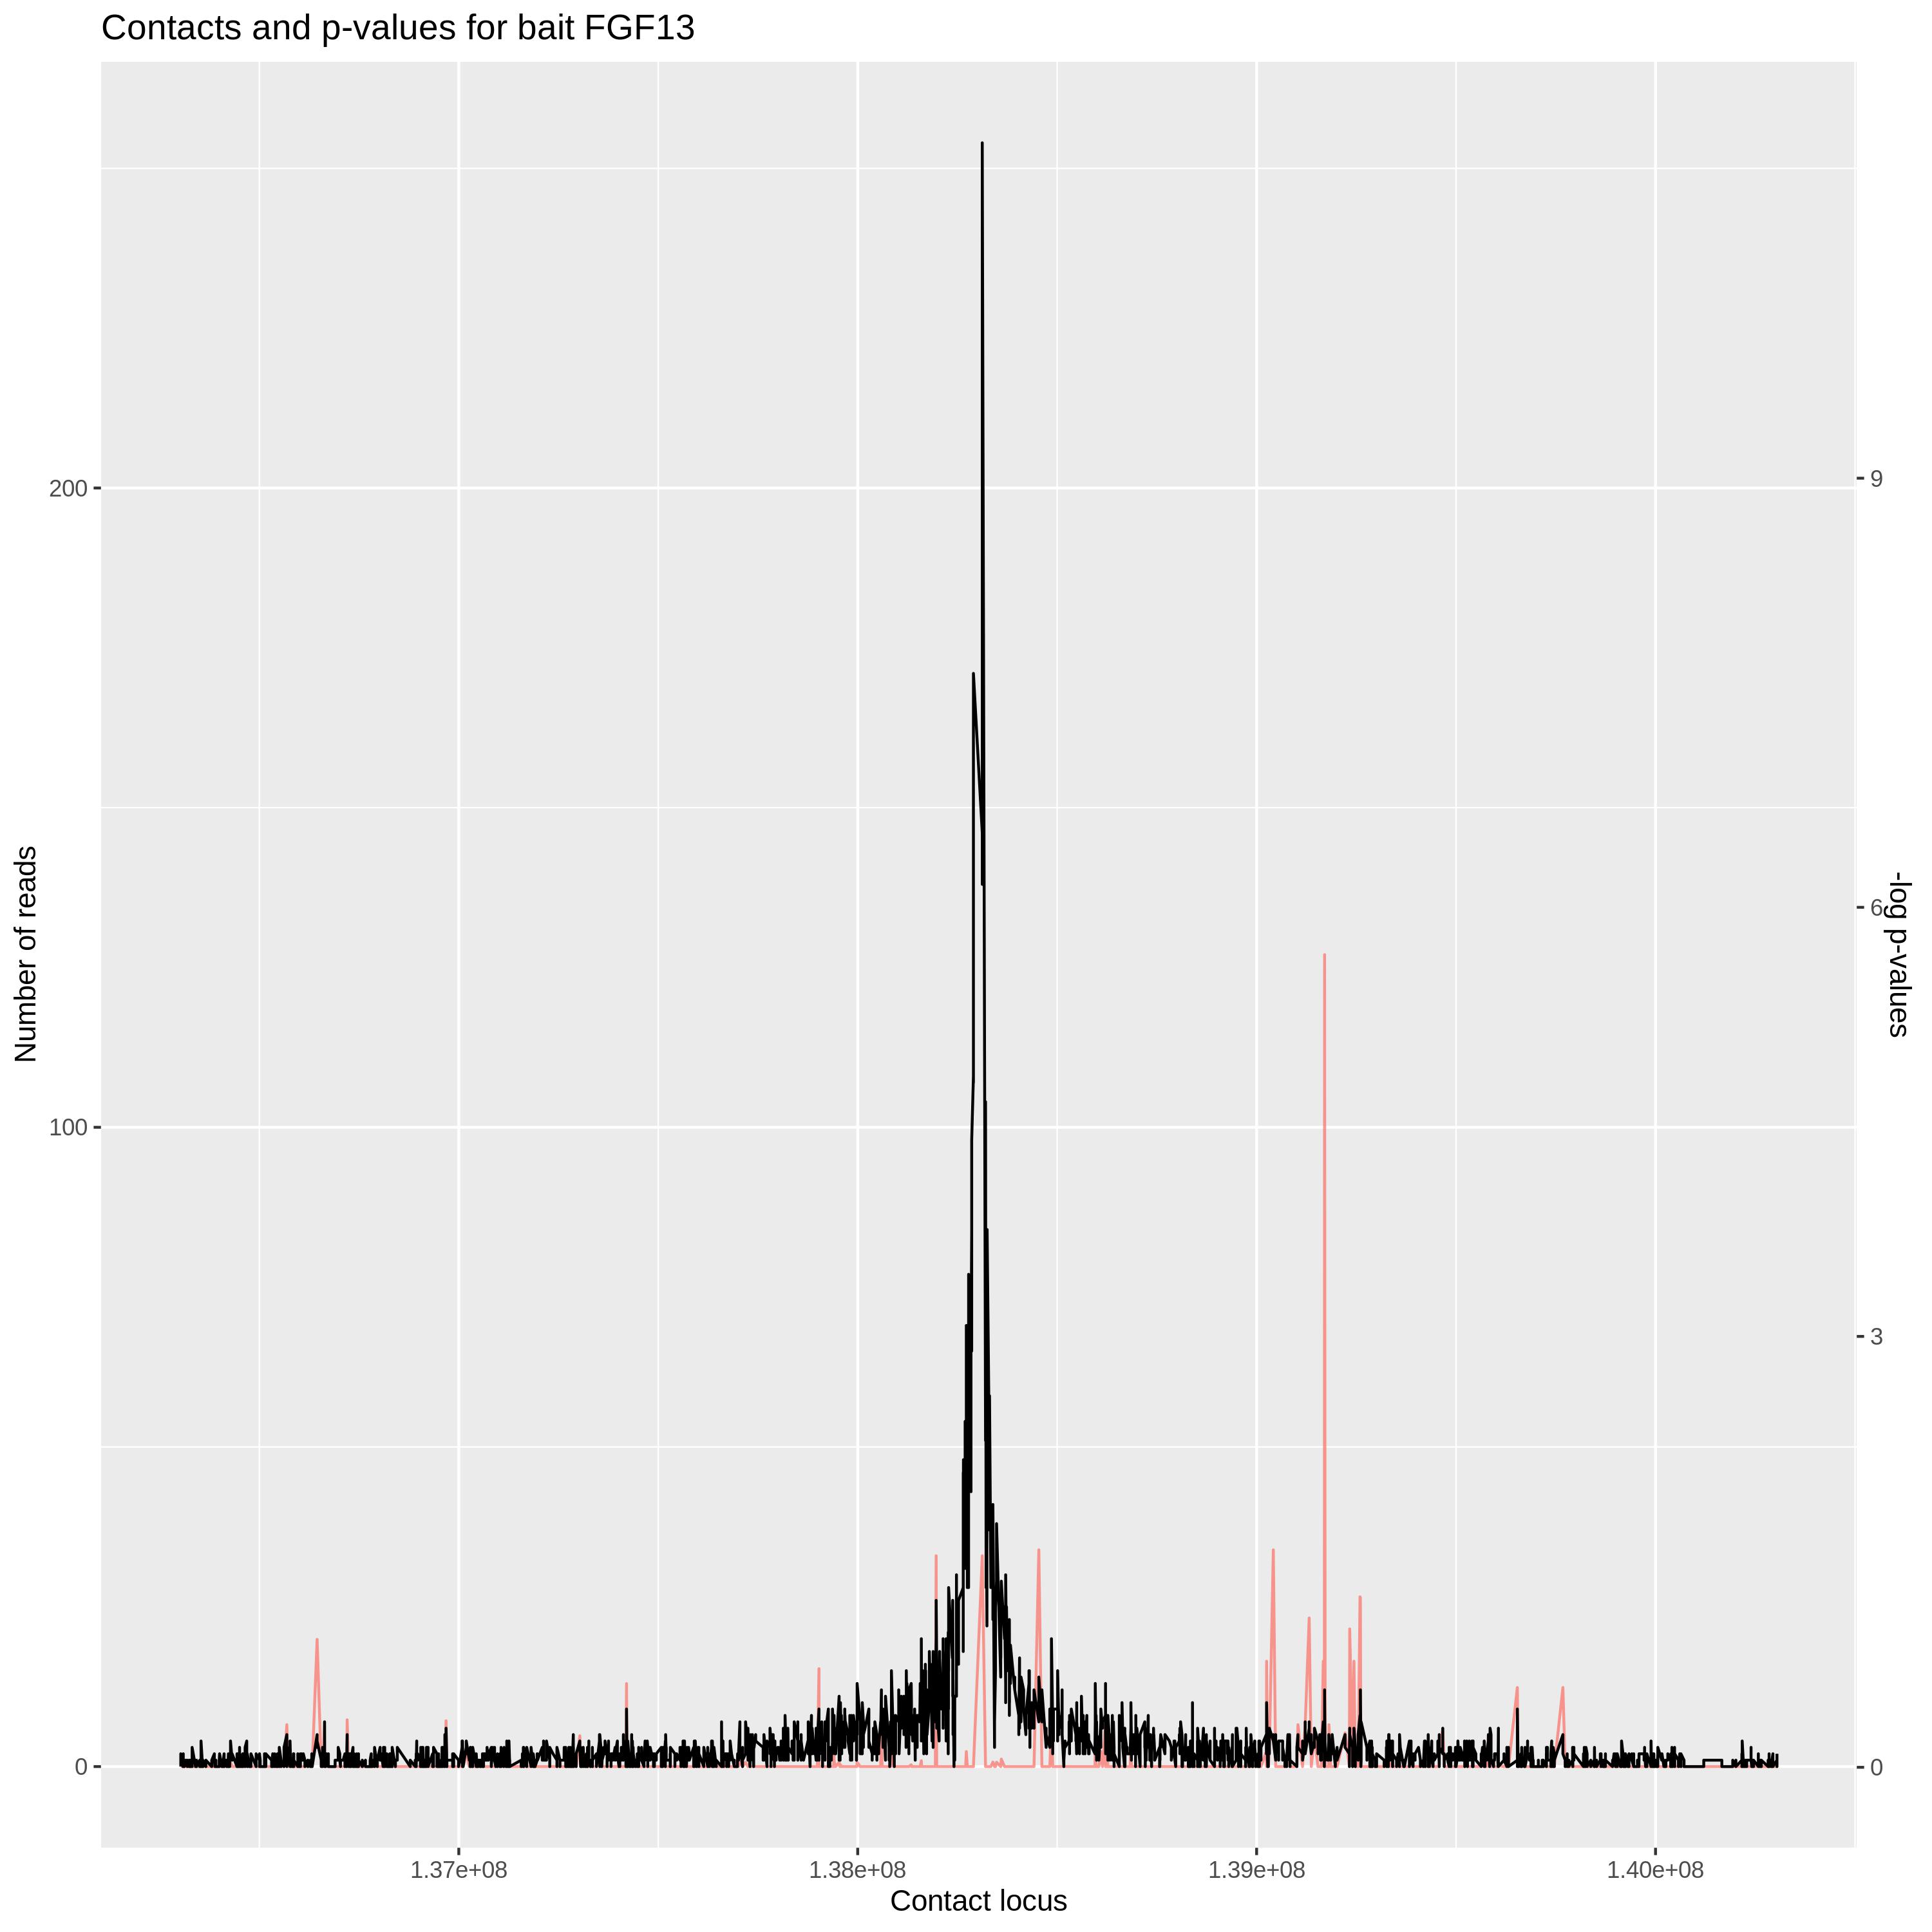 Contacts and p-values for bait FGF13
200
100
0
Number of reads
9
6
3
0
-log p-values
1.37e+08
1.38e+08
1.39e+08
1.40e+08
Contact locus